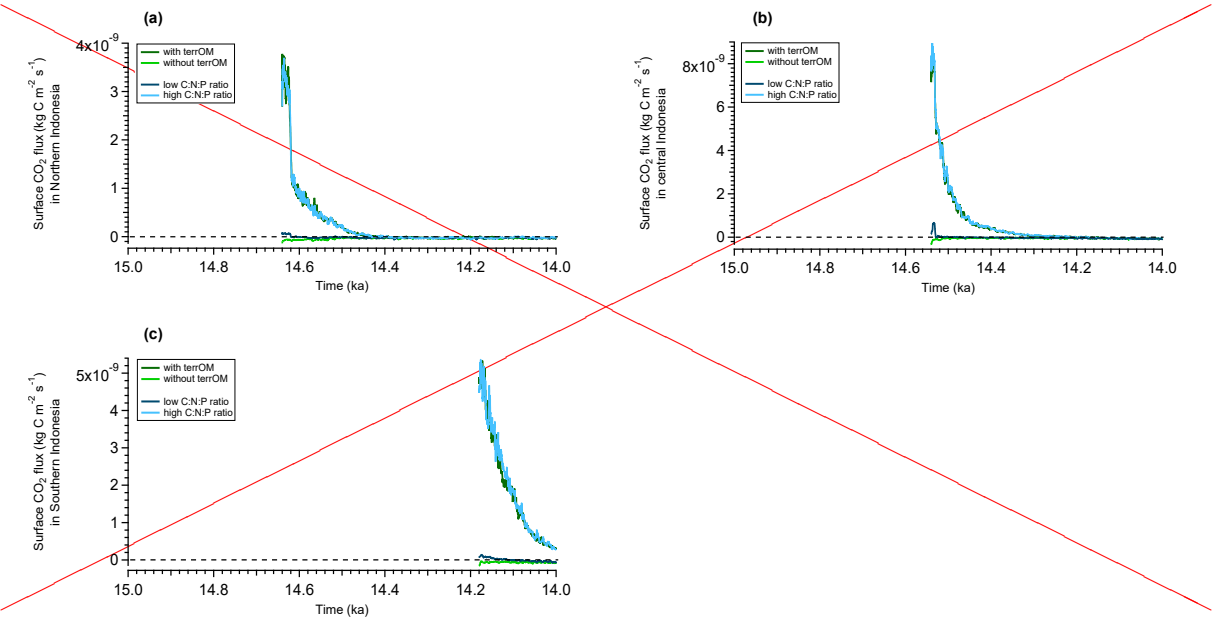 (a)
Surface CO2 flux (kg C m-2 s-1)
in Northern Indonesia
4x10-9
3
2
1
0
with terrOM
without terrOM
low C:N:P ratio
high C:N:P ratio
15.0 14.8 14.6 14.4 14.2 14.0
Time (ka)
(b)
Surface CO2 flux (kg C m-2 s-1)
in central Indonesia
8x10-9
6
4
2
0
with terrOM
without terrOM
low C:N:P ratio
high C:N:P ratio
15.0 14.8 14.6 14.4 14.2 14.0
Time (ka)
(c)
Surface CO2 flux (kg C m-2 s-1)
in Southern Indonesia
5x10-9
4
3
2
1
0
with terrOM
without terrOM
low C:N:P ratio
high C:N:P ratio
15.0 14.8 14.6 14.4 14.2 14.0
Time (ka)